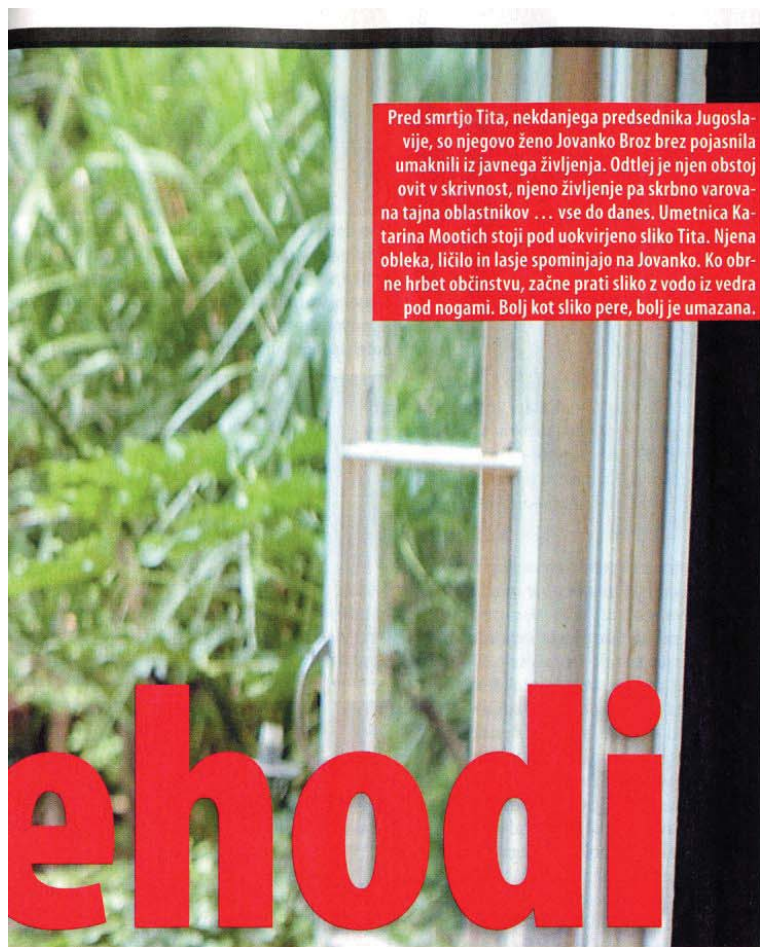 Pred smrtjo Tita, nekdanjega predsednika Jugosla-
vije, so njegovo ženo Jovanko Broz brez pojasnila
umaknili iz javnega življenja. Odtlej je njen obstoj
ovit v skrivnost, njeno življenje pa skrbno varova-
na tajna oblastnikov … vse do danes. Umetnica Ka-
tarina Mootich stoji pod uokvirjeno sliko Tita. Njena
obleka, ličilo in lasje spominjajo na Jovanko. Ko obr-
ne hrbet občinstvu, začne prati sliko z vodo iz vedra
pod nogami. Bolj kot sliko pere, bolj je umazana.
ehodi